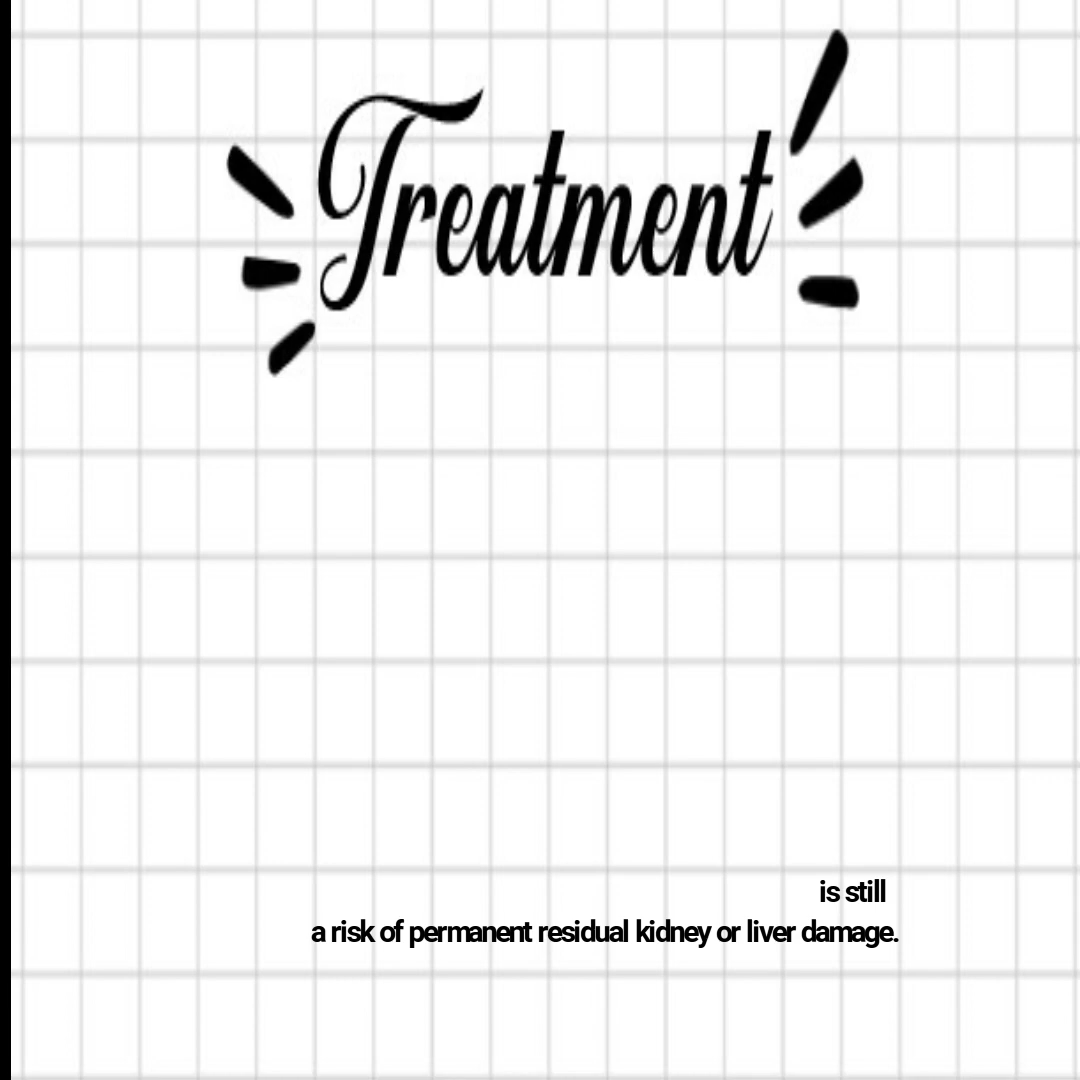 Treatment
is still
a risk of permanent residual kidney or liver damage.